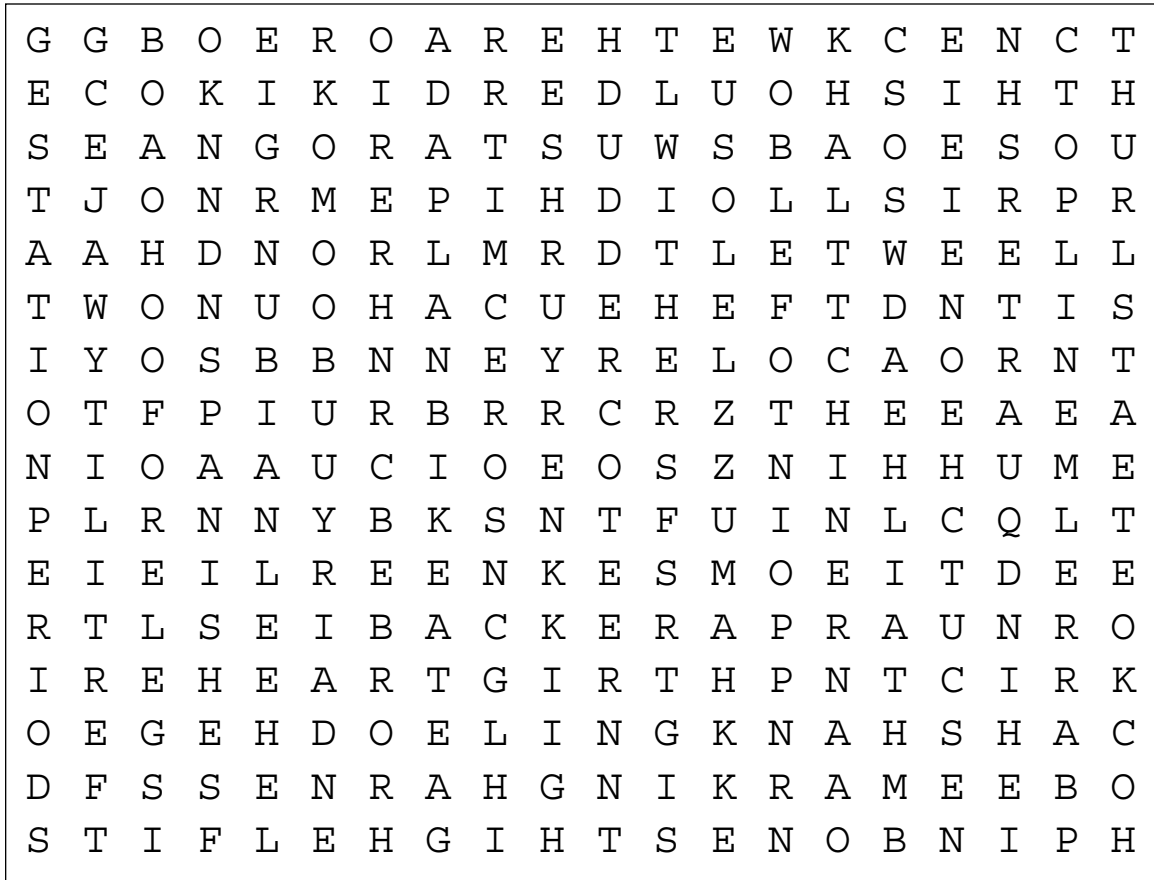 G G B O E R O A R E H T E W K C E N C T
E C O K I K I D R E D L U O H S I H T H
S E A N G O R A T S U W S B A O E S O U
T J O N R M E P I H D I O L L S I R P R
A A H D N O R L M R D T L E T W E E L L
T W O N U O H A C U E H E F T D N T I S
I Y O S B B N N E Y R E L O C A O R N T
O T F P I U R B R R C R Z T H E E A E A
N I O A A U C I O E O S Z N I H H U M E
P L R N N Y B K S N T F U I N L C Q L T
E I E I L R E E N K E S M O E I T D E E
R T L S E I B A C K E R A P R A U N R O
I R E H E A R T G I R T H P N T C I R K
O E G E H D O E L I N G K N A H S H A C
D F S S E N R A H G N I K R A M E E B O
S T I F L E H G I H T S E N O B N I P H